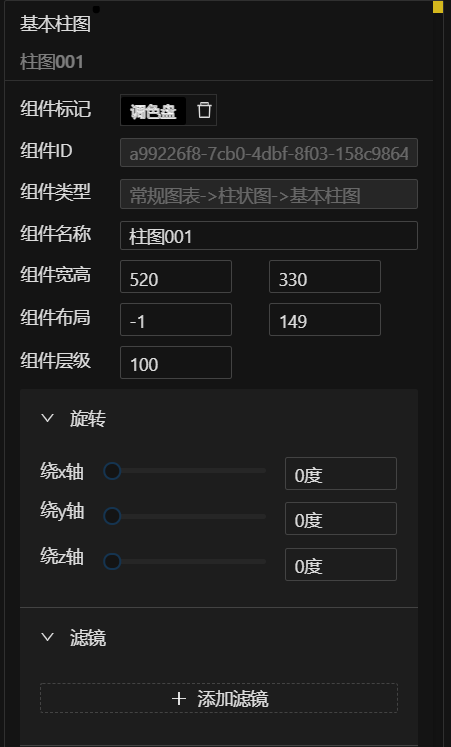 基本柱图
柱图001
组件标记 调色盘
组件ID a99226f8-7cb0-4dbf-8f03-158c9864
组件类型 常规图表->柱状图->基本柱图
组件名称 柱图001
组件宽高 520 330
组件布局 -1 149
组件层级 100
旋转
绕x轴 0度
绕y轴 0度
绕z轴 0度
滤镜
添加滤镜